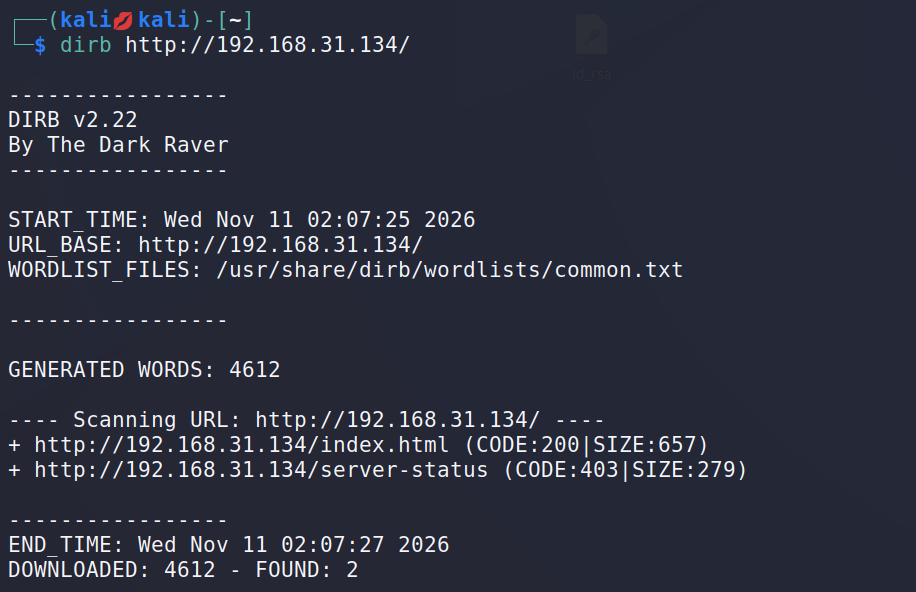 ┌──(kali💋kali)-[~]
└─$ dirb http://192.168.31.134/
id_rsa
-----------------
DIRB v2.22
By The Dark Raver
-----------------
START_TIME: Wed Nov 11 02:07:25 2026
URL_BASE: http://192.168.31.134/
WORDLIST_FILES: /usr/share/dirb/wordlists/common.txt
-----------------
GENERATED WORDS: 4612
---- Scanning URL: http://192.168.31.134/ ----
+ http://192.168.31.134/index.html (CODE:200|SIZE:657)
+ http://192.168.31.134/server-status (CODE:403|SIZE:279)
-----------------
END_TIME: Wed Nov 11 02:07:27 2026
DOWNLOADED: 4612 - FOUND: 2